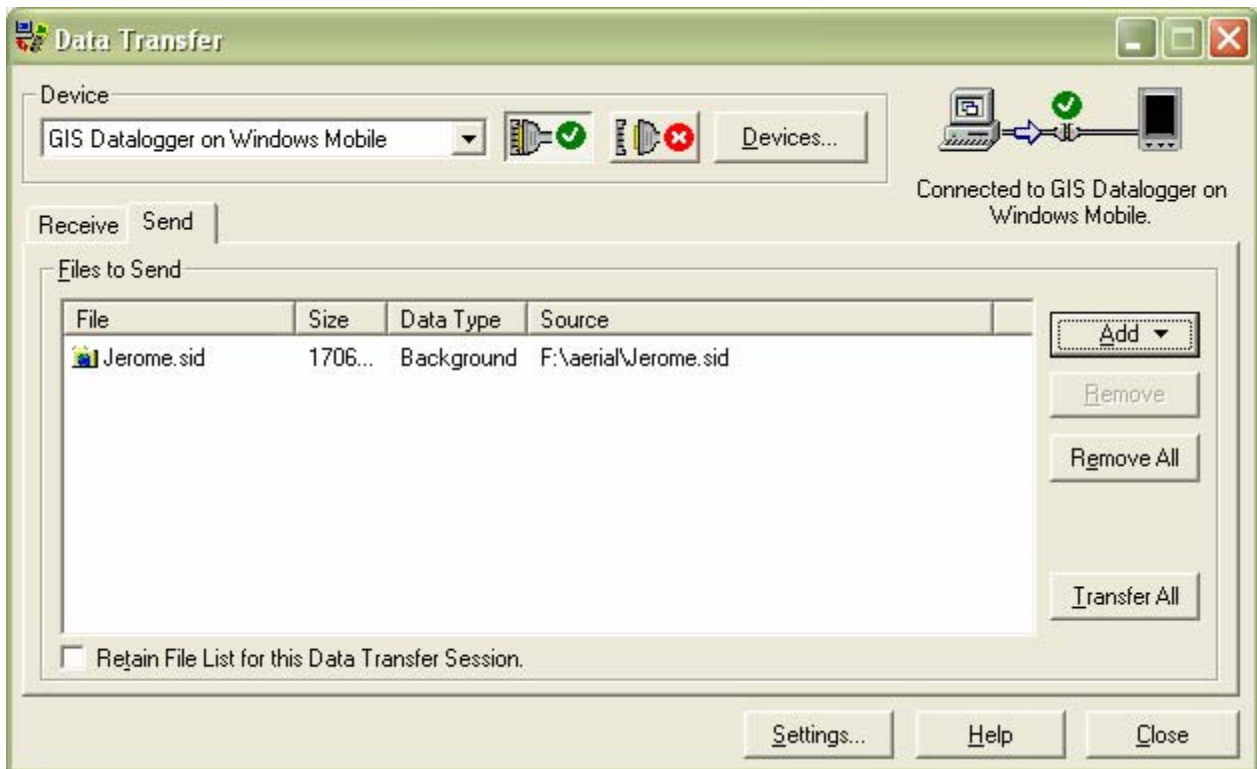 Data Transfer
Device
GIS Datalogger on Windows Mobile
Devices...
Connected to GIS Datalogger on
Windows Mobile.
Receive
Send
Files to Send
File Size Data Type Source
Jerome.sid 1706... Background F:\aerial\Jerome.sid
Add
Remove
Remove All
Transfer All
Retain File List for this Data Transfer Session.
Settings...
Help
Close